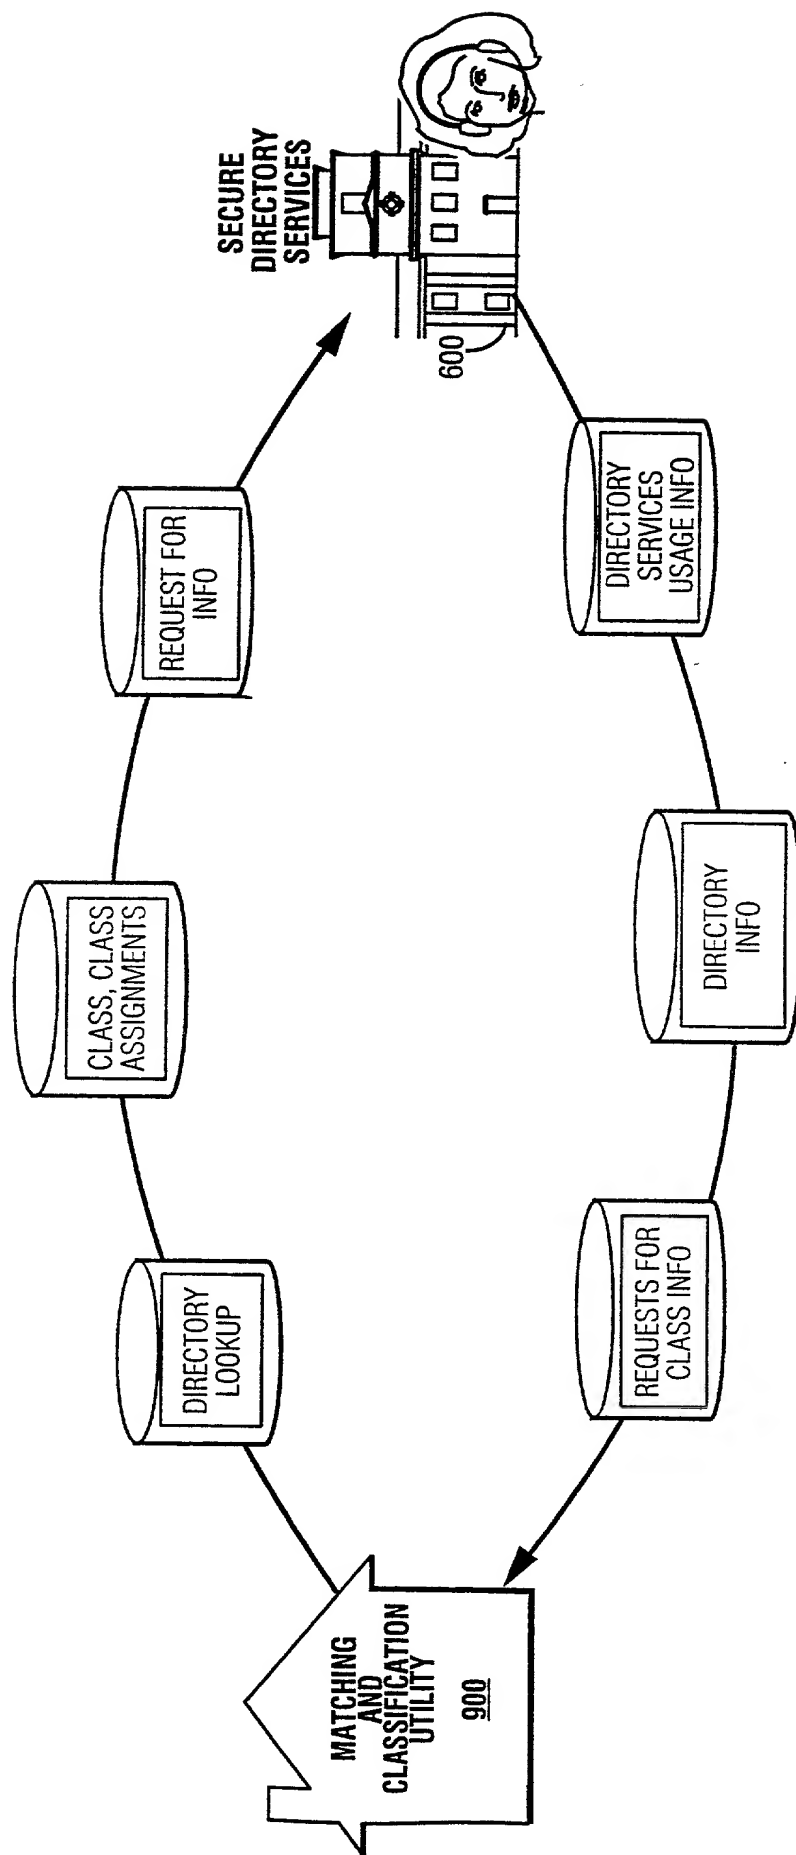 SECURE
DIRECTORY
SERVICES
600
REQUEST FOR
INFO
CLASS, CLASS
ASSIGNMENTS
DIRECTORY
LOOKUP
MATCHING
AND
CLASSIFICATION
UTILITY
900
DIRECTORY
SERVICES
USAGE INFO
DIRECTORY
INFO
REQUESTS FOR
CLASS INFO